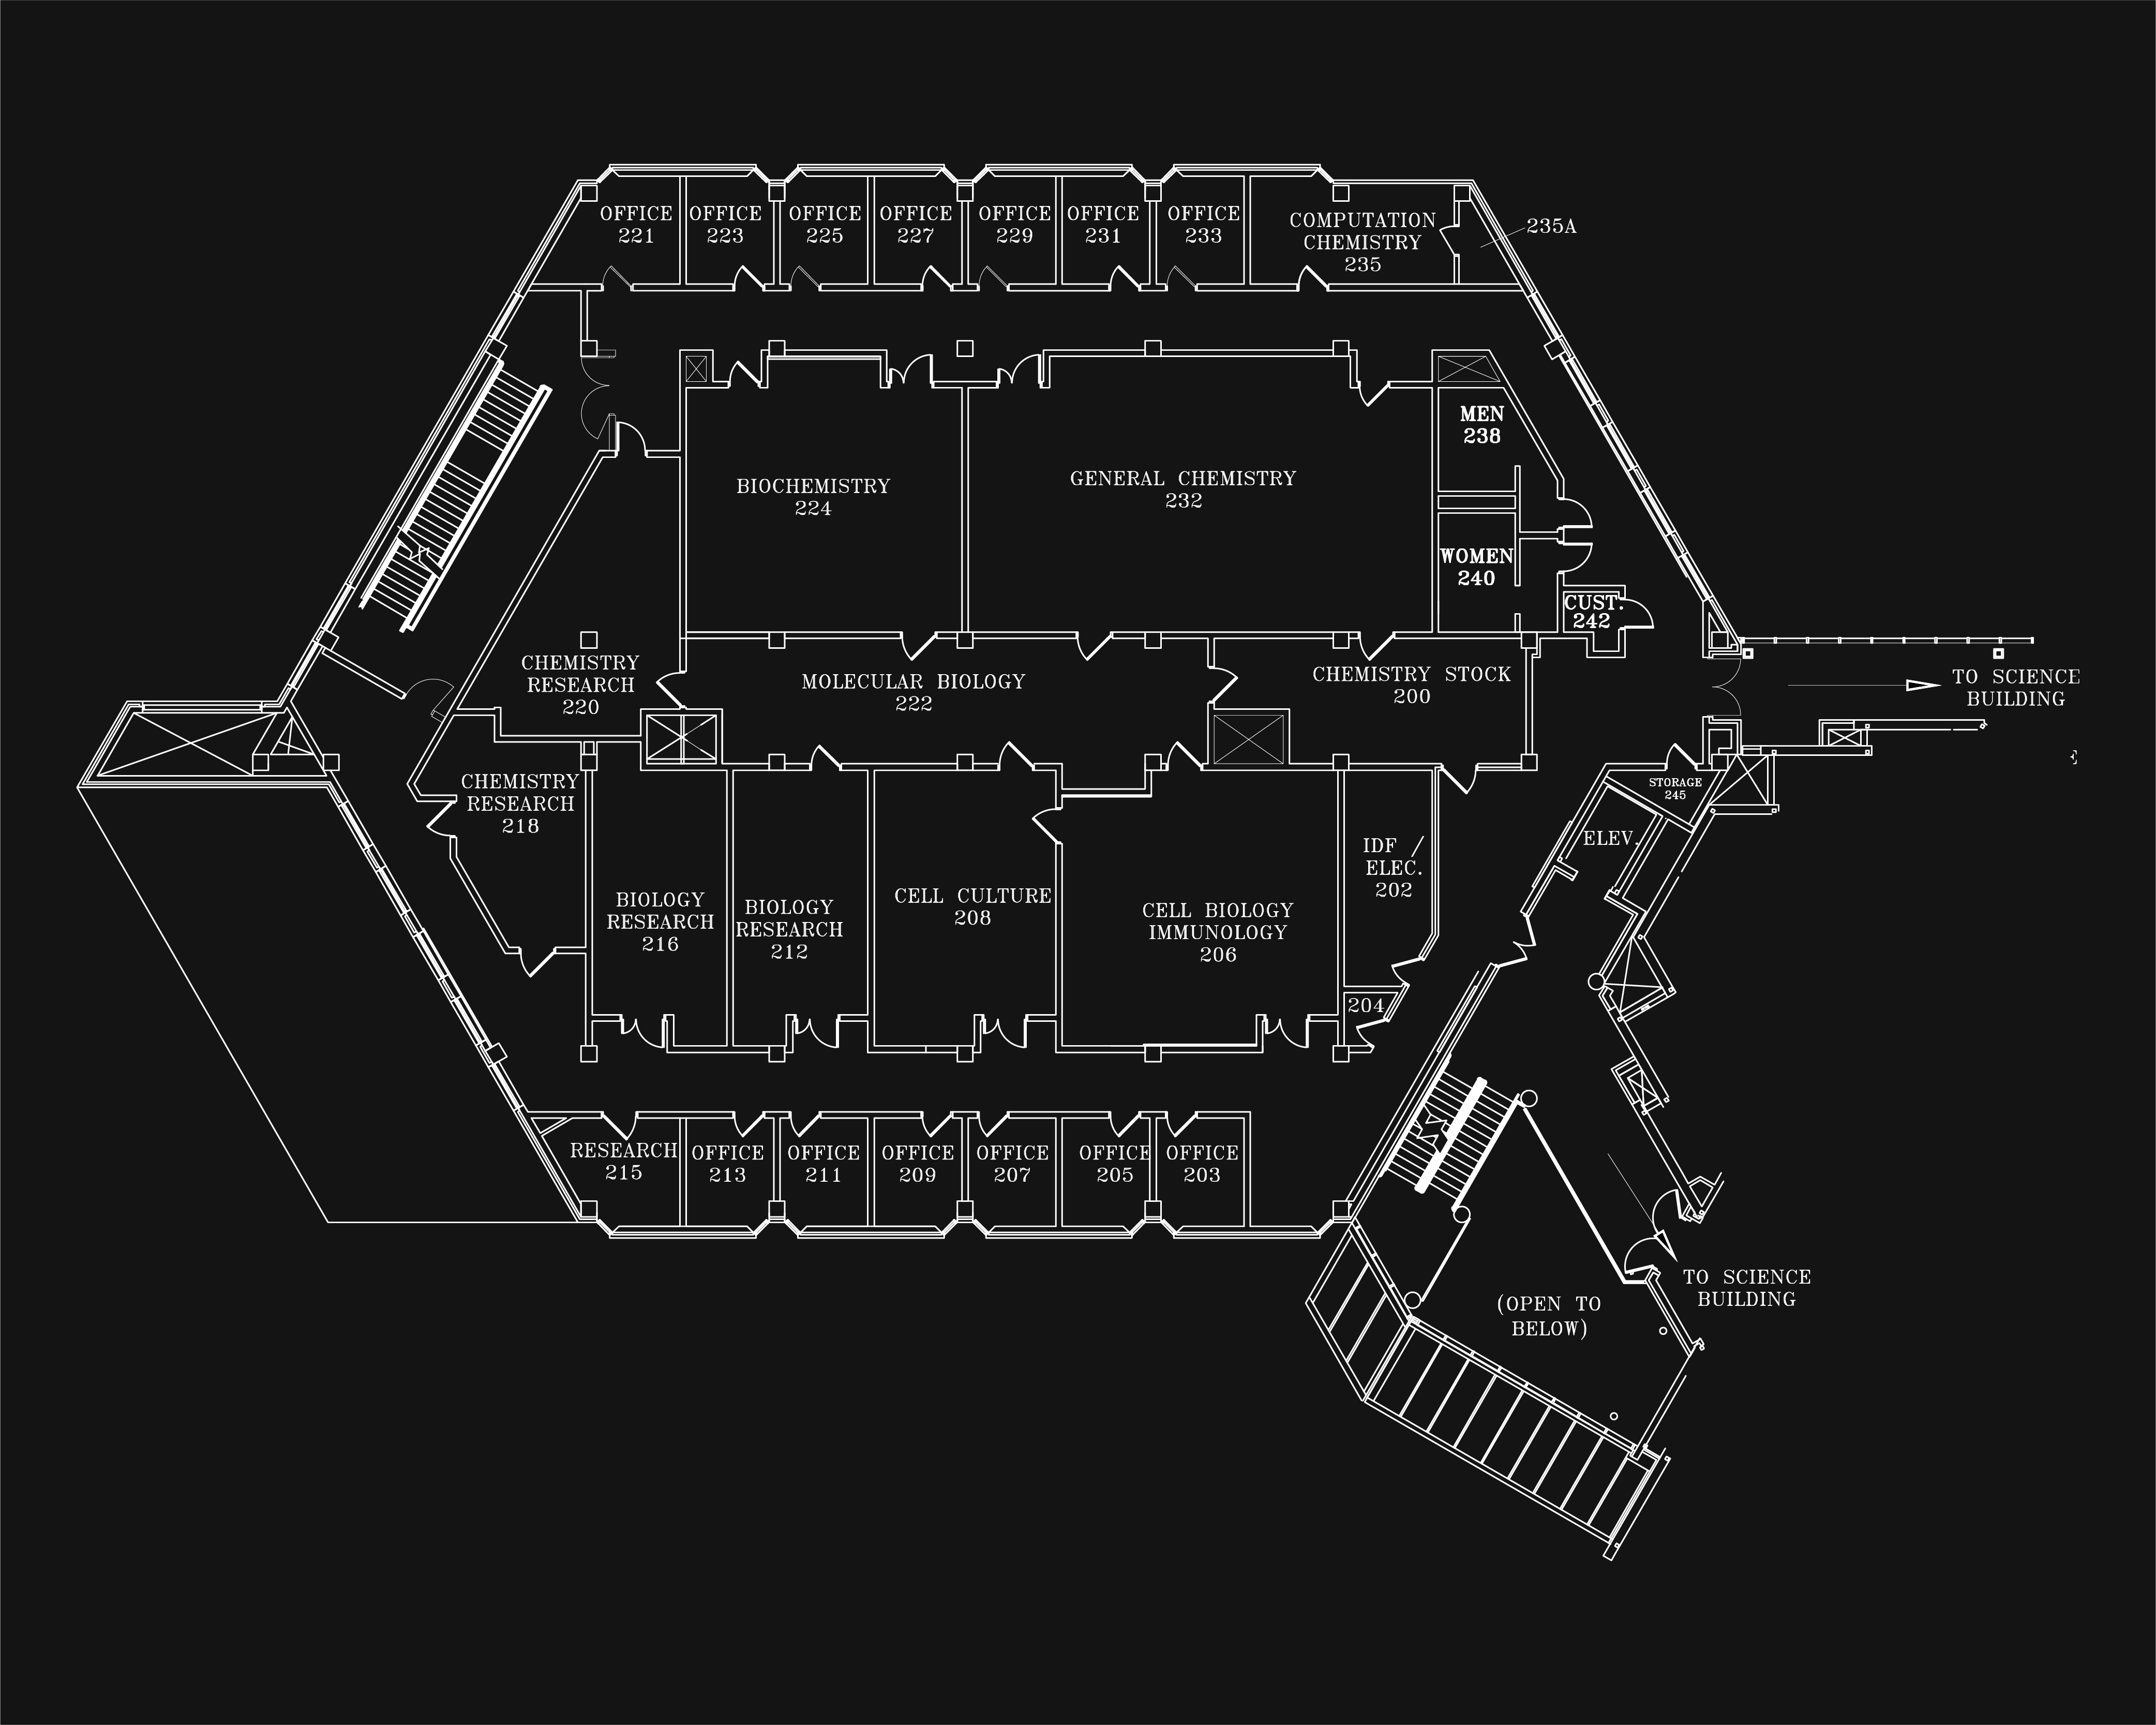 OFFICE
221
OFFICE
223
OFFICE
225
OFFICE
227
OFFICE
229
OFFICE
231
OFFICE
233
COMPUTATION
CHEMISTRY
235
235A
MEN
238
BIOCHEMISTRY
224
GENERAL CHEMISTRY
232
WOMEN
240
CUST.
242
CHEMISTRY
RESEARCH
220
MOLECULAR BIOLOGY
222
CHEMISTRY STOCK
200
TO SCIENCE
BUILDING
CHEMISTRY
RESEARCH
218
STORAGE
245
ELEV.
IDF /
ELEC.
202
BIOLOGY
RESEARCH
216
BIOLOGY
RESEARCH
212
CELL CULTURE
208
CELL BIOLOGY
IMMUNOLOGY
206
204
RESEARCH
215
OFFICE
213
OFFICE
211
OFFICE
209
OFFICE
207
OFFICE
205
OFFICE
203
TO SCIENCE
BUILDING
(OPEN TO
BELOW)